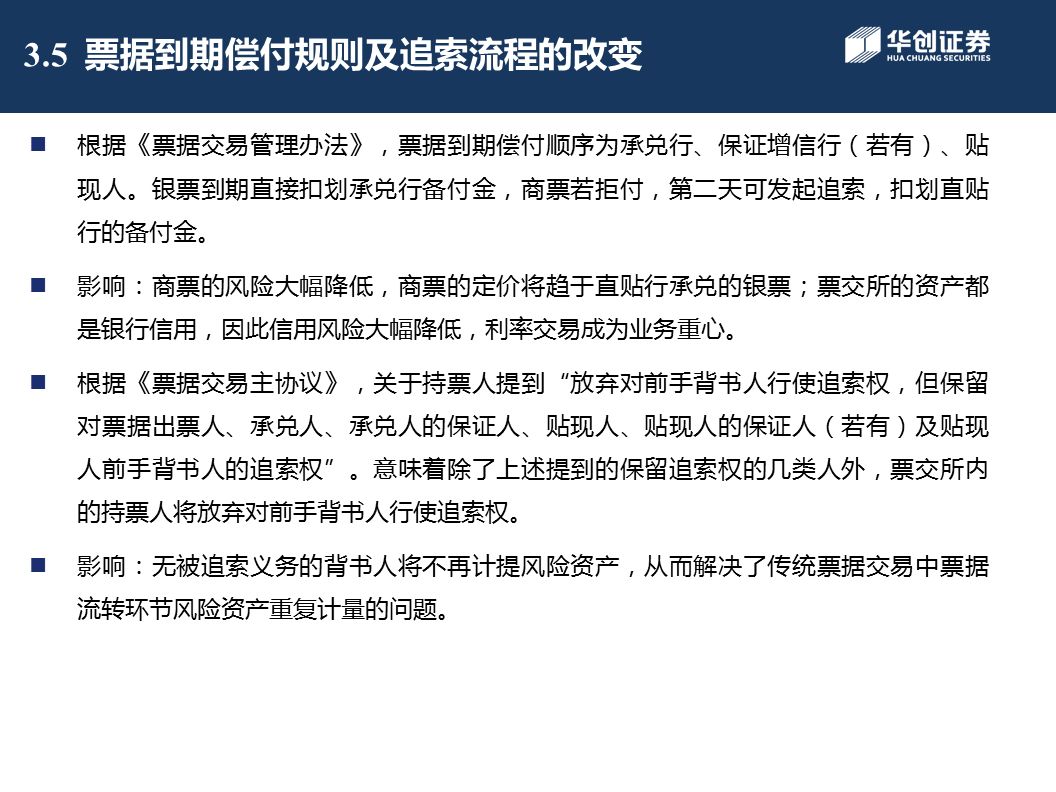 3.5 票据到期偿付规则及追索流程的改变
华创证券
HUA CHUANG SECURITIES
■ 根据《票据交易管理办法》，票据到期偿付顺序为承兑行、保证增信行（若有）、贴
现人。银票到期直接扣划承兑行备付金，商票若拒付，第二天可发起追索，扣划直贴
行的备付金。
■ 影响：商票的风险大幅降低，商票的定价将趋于直贴行承兑的银票；票交所的资产都
是银行信用，因此信用风险大幅降低，利率交易成为业务重心。
■ 根据《票据交易主协议》，关于持票人提到“放弃对前手背书人行使追索权，但保留
对票据出票人、承兑人、承兑人的保证人、贴现人、贴现人的保证人（若有）及贴现
人前手背书人的追索权”。意味着除了上述提到的保留追索权的几类人外，票交所内
的持票人将放弃对前手背书人行使追索权。
■ 影响：无被追索义务的背书人将不再计提风险资产，从而解决了传统票据交易中票据
流转环节风险资产重复计量的问题。